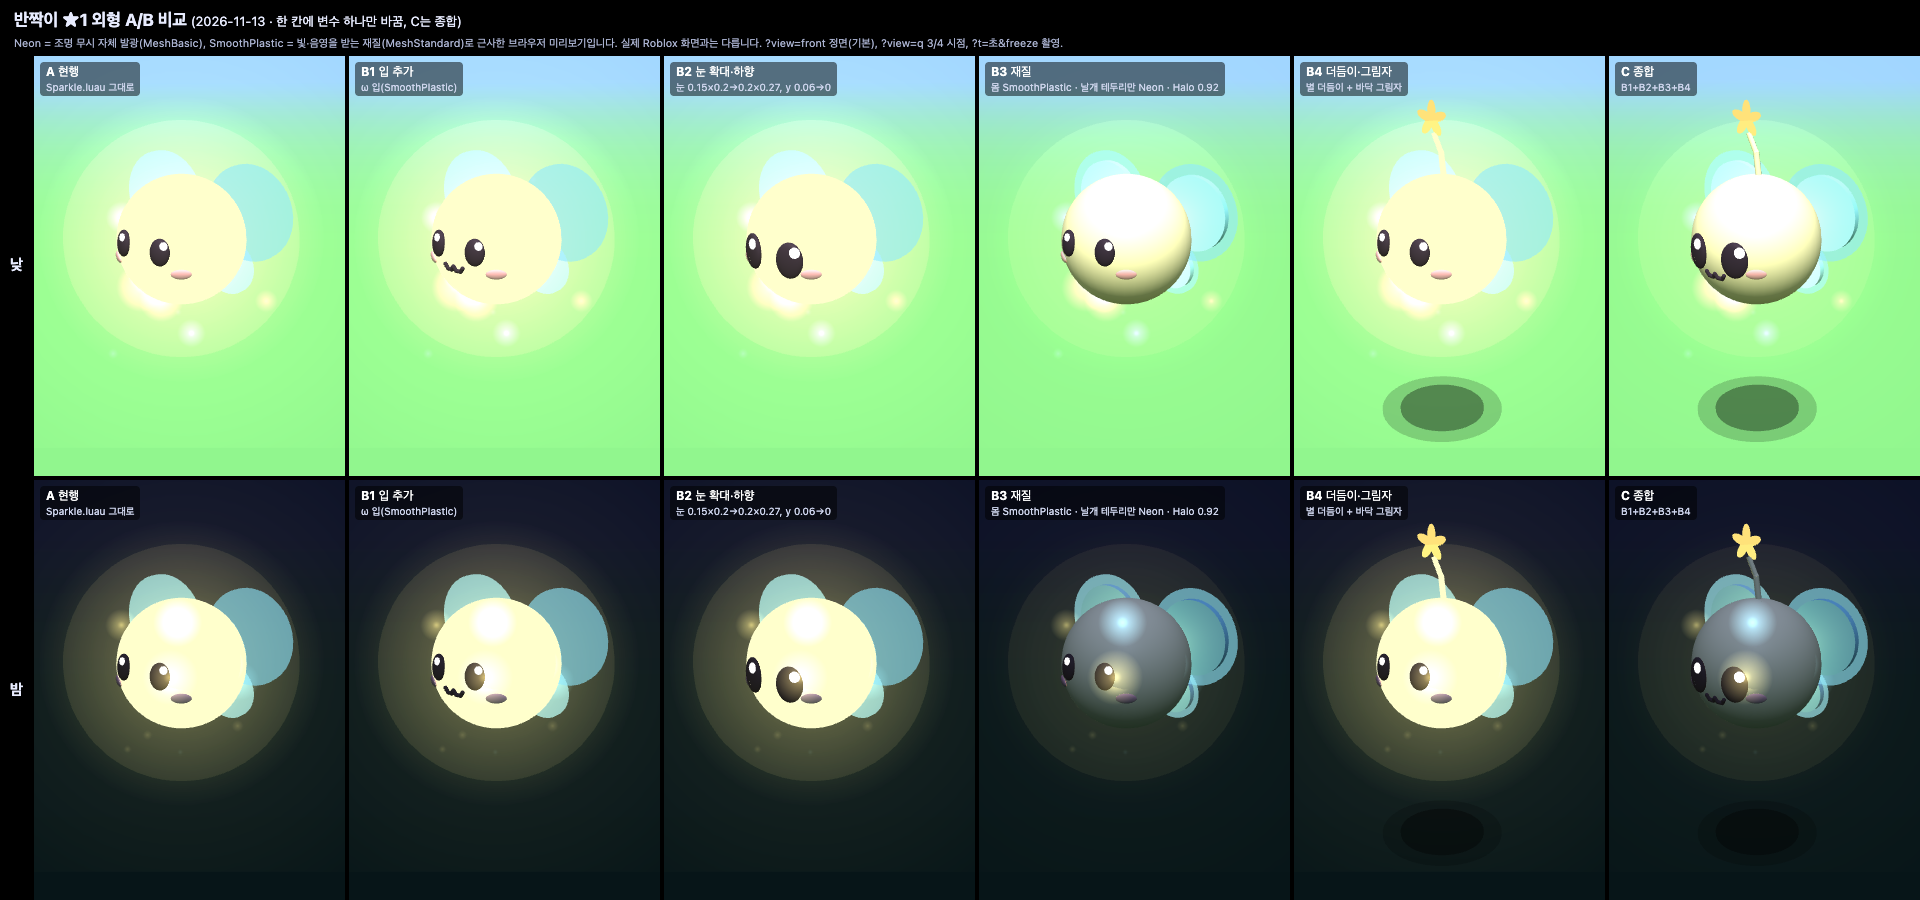 반짝이 ★1 외형 A/B 비교 (2026-11-13 · 한 칸에 변수 하나만 바꿈, C는 종합)
Neon = 조명 무시 자체 발광(MeshBasic), SmoothPlastic = 빛·음영을 받는 재질(MeshStandard)로 근사한 브라우저 미리보기입니다. 실제 Roblox 화면과는 다릅니다. ?view=front 정면(기본), ?view=q 3/4 시점, ?t=초&freeze 촬영.
낮
A 현행
Sparkle.luau 그대로
B1 입 추가
ω 입(SmoothPlastic)
B2 눈 확대·하향
눈 0.15×0.2→0.2×0.27, y 0.06→0
B3 재질
몸 SmoothPlastic · 날개 테두리만 Neon · Halo 0.92
B4 더듬이·그림자
별 더듬이 + 바닥 그림자
C 종합
B1+B2+B3+B4
밤
A 현행
Sparkle.luau 그대로
B1 입 추가
ω 입(SmoothPlastic)
B2 눈 확대·하향
눈 0.15×0.2→0.2×0.27, y 0.06→0
B3 재질
몸 SmoothPlastic · 날개 테두리만 Neon · Halo 0.92
B4 더듬이·그림자
별 더듬이 + 바닥 그림자
C 종합
B1+B2+B3+B4